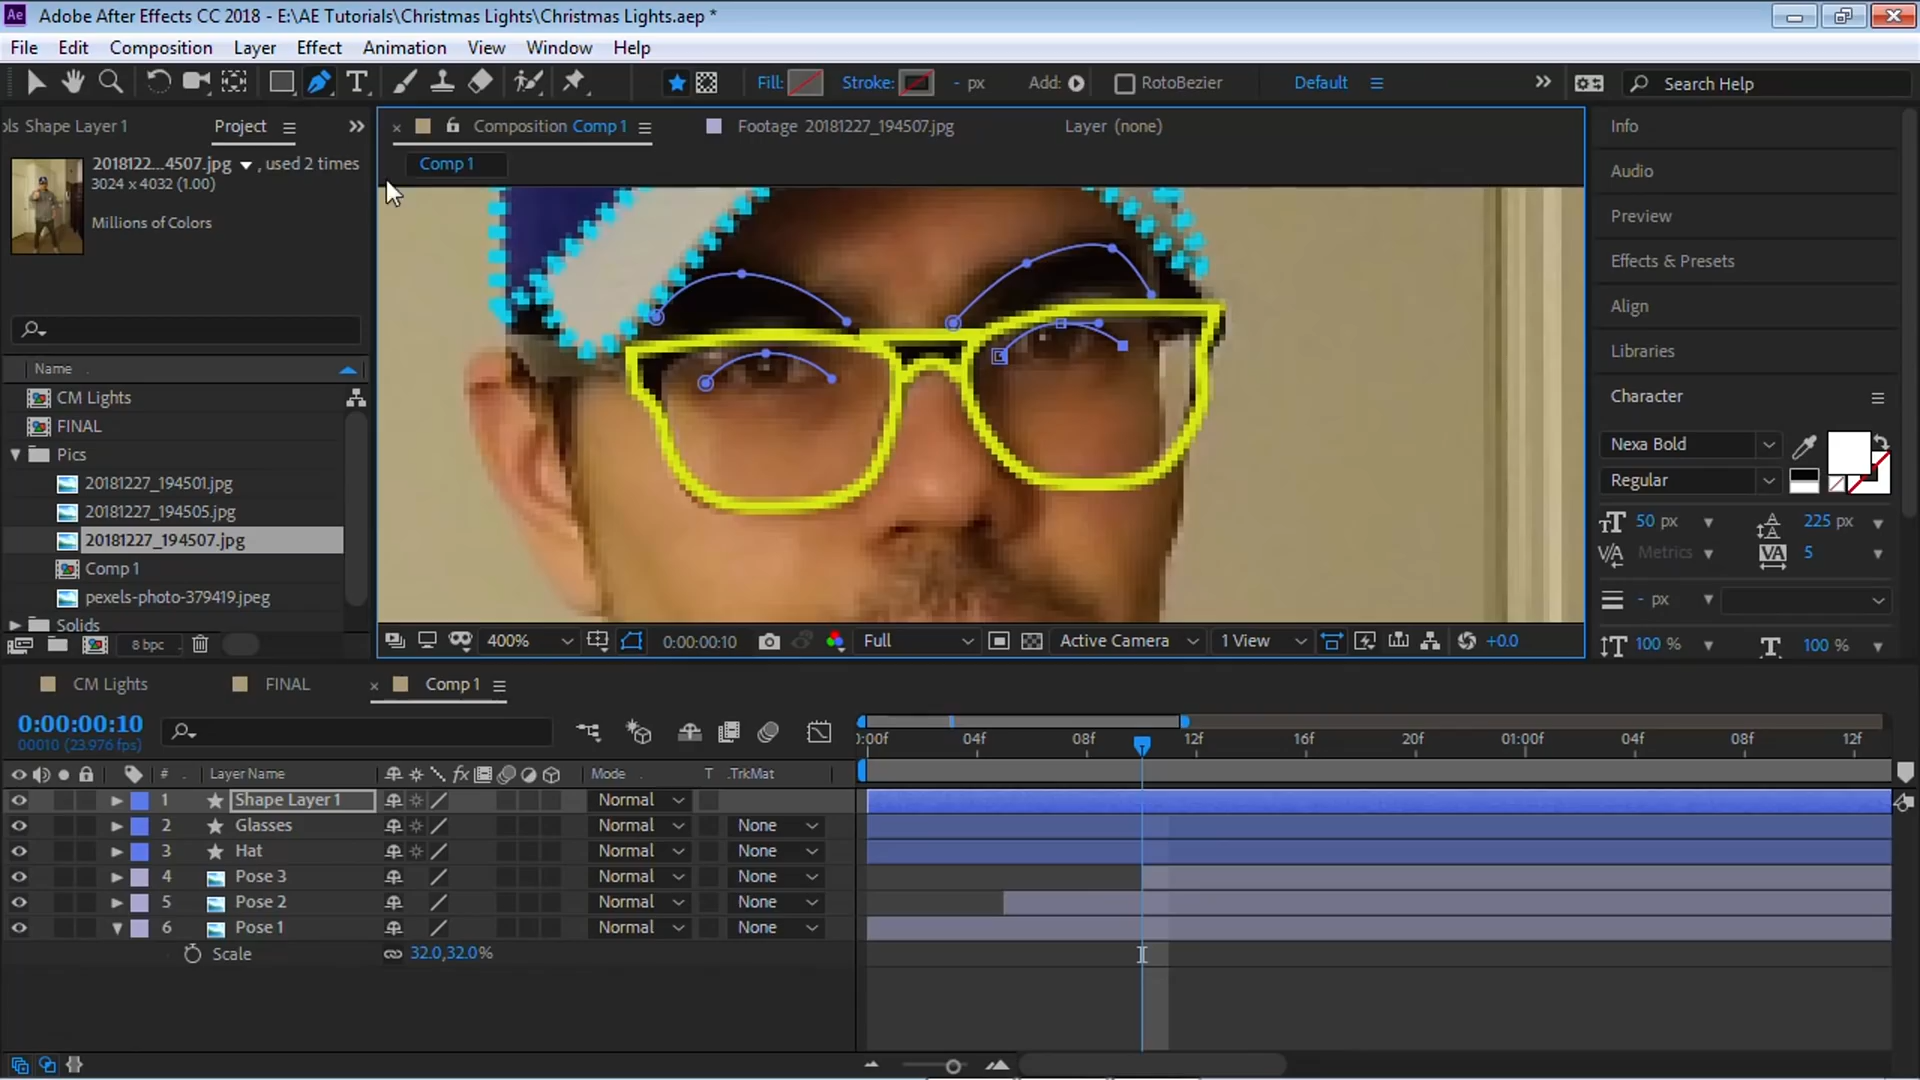 Ae Adobe After Effects CC 2018 - E:\AE Tutorials\Christmas Lights\Christmas Lights.aep *
File Edit Composition Layer Effect Animation View Window Help
Fill: Stroke: - px Add: RotoBezier Default Search Help
ls Shape Layer 1 Project
2018122...4507.jpg , used 2 times
3024 x 4032 (1.00)
Millions of Colors
Name
CM Lights
FINAL
Pics
20181227_194501.jpg
20181227_194505.jpg
20181227_194507.jpg
Comp 1
pexels-photo-379419.jpeg
Solids
8 bpc
Composition Comp 1 Footage 20181227_194507.jpg Layer (none)
Comp 1
400% 0:00:00:10 Full Active Camera 1 View +0.0
Info
Audio
Preview
Effects & Presets
Align
Libraries
Character
Nexa Bold
Regular
50 px 225 px
Metrics 5
- px
100 % 100 %
CM Lights FINAL Comp 1
0:00:00:10
00010 (23.976 fps)
:00f 04f 08f 12f 16f 20f 01:00f 04f 08f 12f
# Layer Name Mode T .TrkMat
1 Shape Layer 1 Normal
2 Glasses Normal None
3 Hat Normal None
4 Pose 3 Normal None
5 Pose 2 Normal None
6 Pose 1 Normal None
Scale 32.0,32.0%